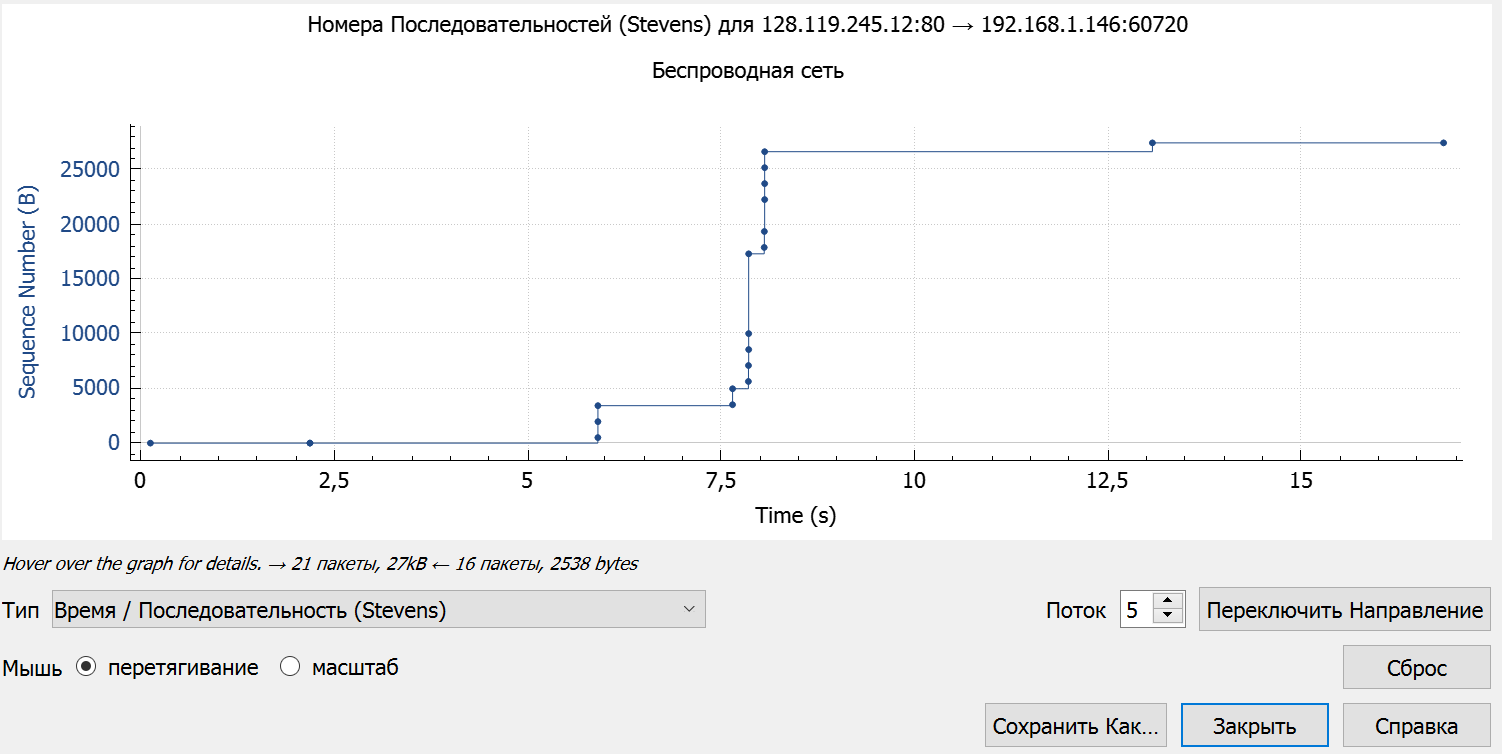 Номера Последовательностей (Stevens) для 128.119.245.12:80 → 192.168.1.146:60720
Беспроводная сеть
Sequence Number (B)
25000
20000
15000
10000
5000
0
0 2,5 5 7,5 10 12,5 15
Time (s)
Hover over the graph for details. → 21 пакеты, 27kB ← 16 пакеты, 2538 bytes
Тип Время / Последовательность (Stevens) Поток 5 Переключить Направление
Мышь перетягивание масштаб Сброс
Сохранить Как... Закрыть Справка